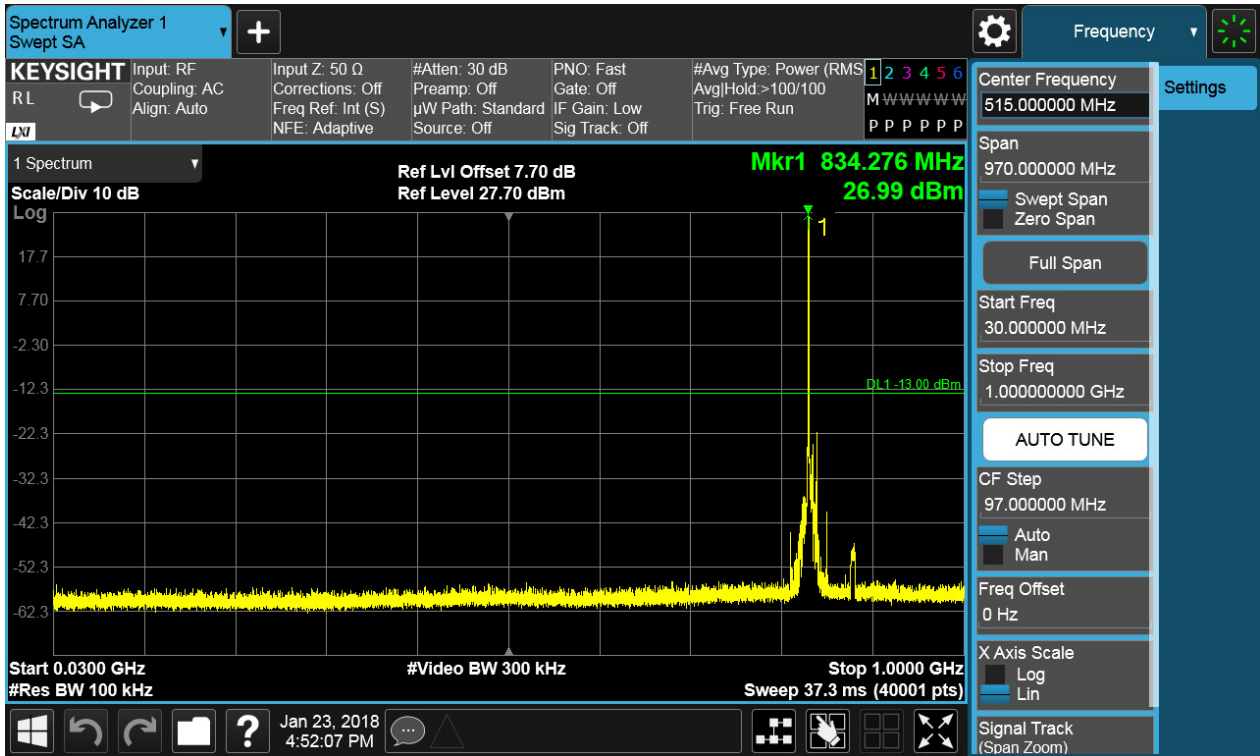 Spectrum Analyzer 1
Swept SA
+
Frequency
KEYSIGHT
R L
LXI
Input: RF
Coupling: AC
Align: Auto
Input Z: 50 Ω
Corrections: Off
Freq Ref: Int (S)
NFE: Adaptive
#Atten: 30 dB
Preamp: Off
µW Path: Standard
Source: Off
PNO: Fast
Gate: Off
IF Gain: Low
Sig Track: Off
#Avg Type: Power (RMS
Avg|Hold:>100/100
Trig: Free Run
1 2 3 4 5 6
M W W W W W
P P P P P P
1 Spectrum
Scale/Div 10 dB
Log
Ref Lvl Offset 7.70 dB
Ref Level 27.70 dBm
Mkr1 834.276 MHz
26.99 dBm
1
17.7
7.70
-2.30
-12.3
DL1 -13.00 dBm
-22.3
-32.3
-42.3
-52.3
-62.3
Start 0.0300 GHz
#Res BW 100 kHz
#Video BW 300 kHz
Stop 1.0000 GHz
Sweep 37.3 ms (40001 pts)
Center Frequency
515.000000 MHz
Settings
Span
970.000000 MHz
Swept Span
Zero Span
Full Span
Start Freq
30.000000 MHz
Stop Freq
1.000000000 GHz
AUTO TUNE
CF Step
97.000000 MHz
Auto
Man
Freq Offset
0 Hz
X Axis Scale
Log
Lin
Signal Track
(Span Zoom)
?
Jan 23, 2018
4:52:07 PM